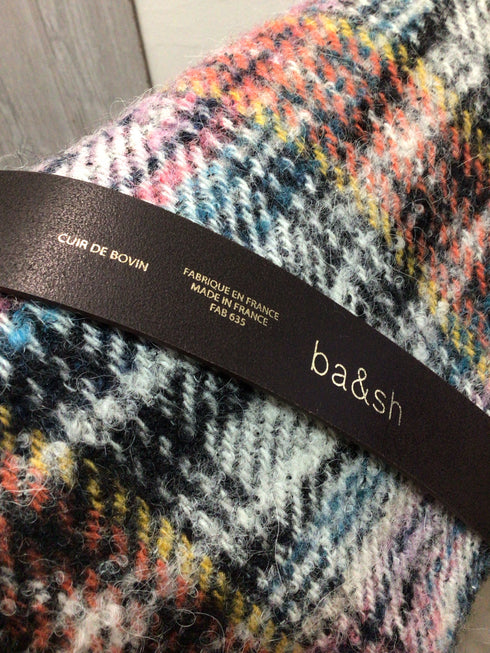 CUIR DE BOVIN
FABRIQUE EN FRANCE
MADE IN FRANCE
FAB 635
ba&sh